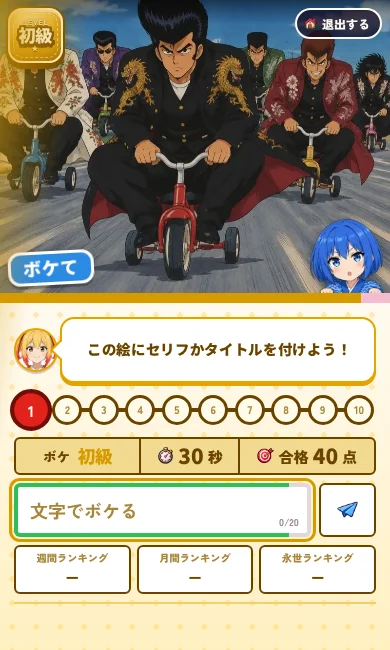 LEVEL
初級
退出する
ボケて
この絵にセリフかタイトルを付けよう！
1 2 3 4 5 6 7 8 9 10
ボケ 初級 30秒 合格40点
文字でボケる
0/20
週間ランキング 月間ランキング 永世ランキング
ー ー ー